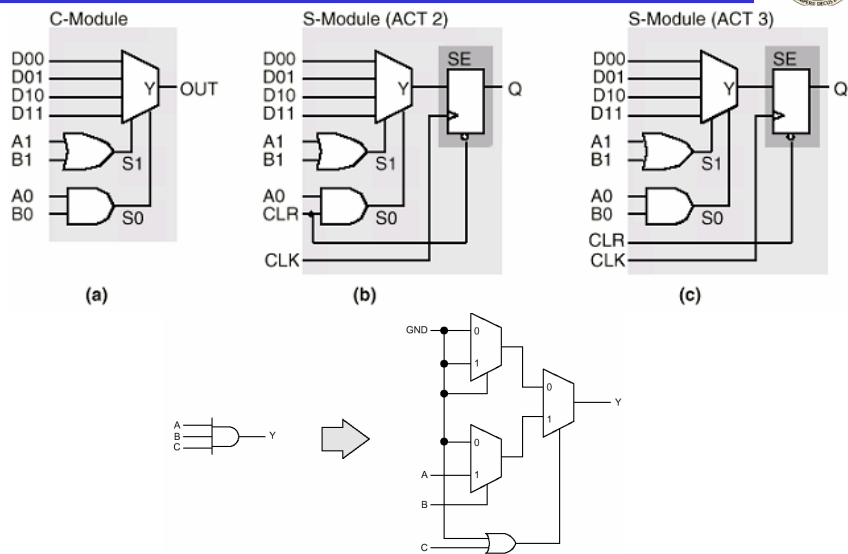 C-Module
D00
D01
D10
D11
A1
B1
A0
B0
Y
OUT
S1
S0
(a)
S-Module (ACT 2)
D00
D01
D10
D11
A1
B1
A0
CLR
CLK
Y
S1
S0
SE
Q
(b)
S-Module (ACT 3)
D00
D01
D10
D11
A1
B1
A0
B0
CLR
CLK
Y
S1
S0
SE
Q
(c)
A
B
C
Y
GND
0
1
0
1
0
1
A
B
C
Y